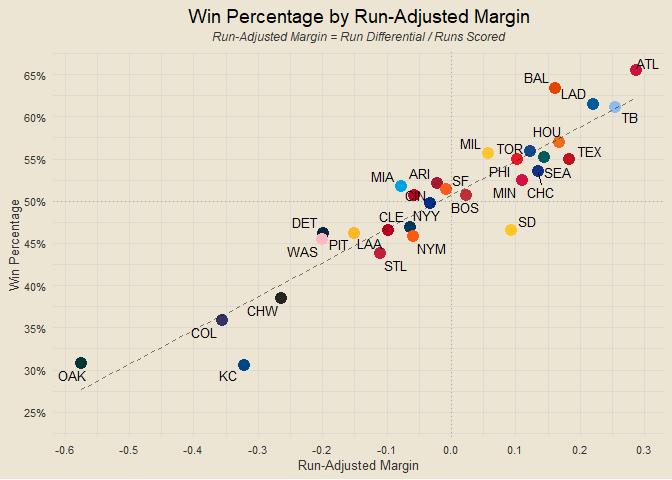 Win Percentage by Run-Adjusted Margin
Run-Adjusted Margin = Run Differential / Runs Scored
65%
60%
55%
50%
45%
40%
35%
30%
25%
Win Percentage
ATL
BAL
LAD
TB
HOU
MIL
TOR
TEX
PHI
SEA
MIA
ARI
SF
MIN
CHC
CIN
BOS
CLE
NYY
DET
SD
WAS
PIT
LAA
NYM
STL
CHW
COL
OAK
KC
-0.6
-0.5
-0.4
-0.3
-0.2
-0.1
0.0
0.1
0.2
0.3
Run-Adjusted Margin